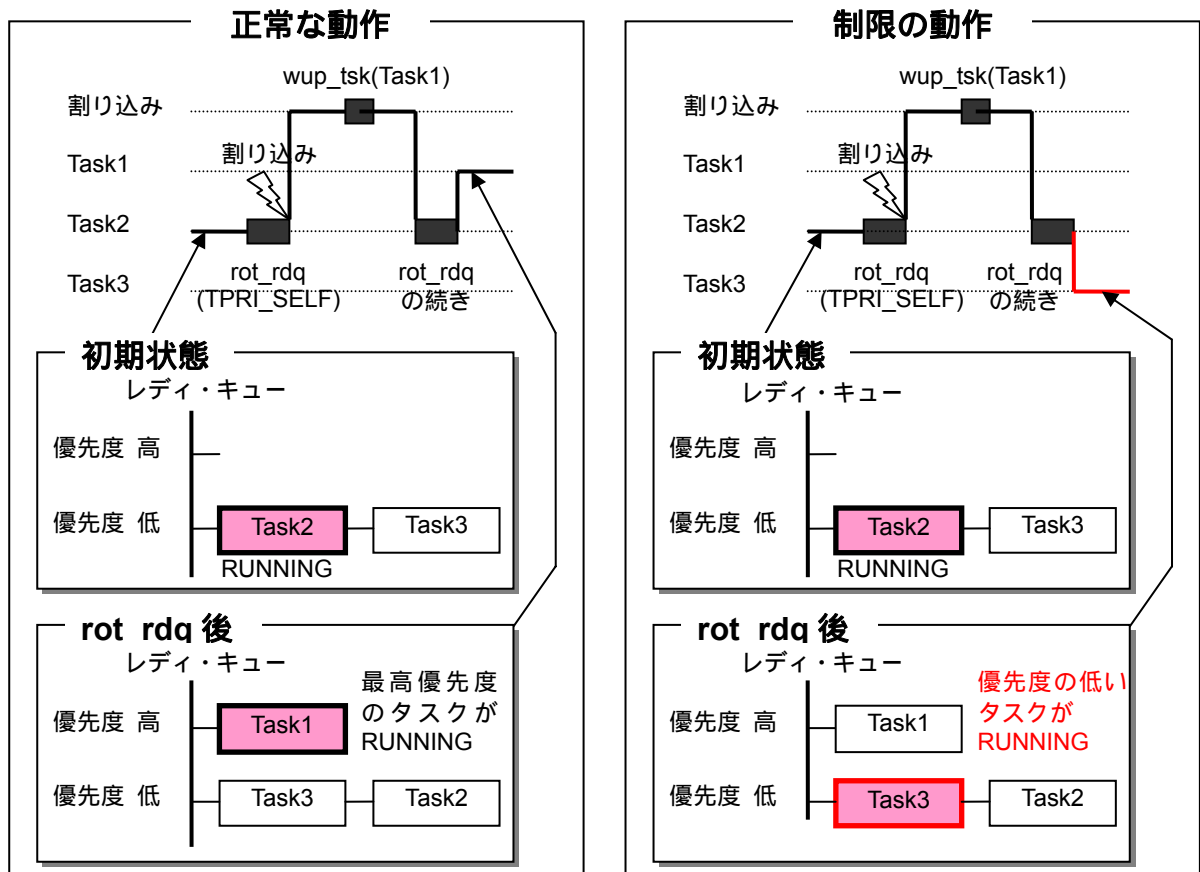 正常な動作
wup_tsk(Task1)
割り込み
Task1
割り込み
Task2
Task3
rot_rdq
(TPRI_SELF)
rot_rdq
の続き
初期状態
レディ・キュー
優先度 高
優先度 低
Task2
Task3
RUNNING
rot_rdq 後
レディ・キュー
優先度 高
Task1
最高優先度
のタスクが
RUNNING
優先度 低
Task3
Task2
制限の動作
wup_tsk(Task1)
割り込み
Task1
割り込み
Task2
Task3
rot_rdq
(TPRI_SELF)
rot_rdq
の続き
初期状態
レディ・キュー
優先度 高
優先度 低
Task2
Task3
RUNNING
rot_rdq 後
レディ・キュー
優先度 高
Task1
優先度の低い
タスクが
RUNNING
優先度 低
Task3
Task2